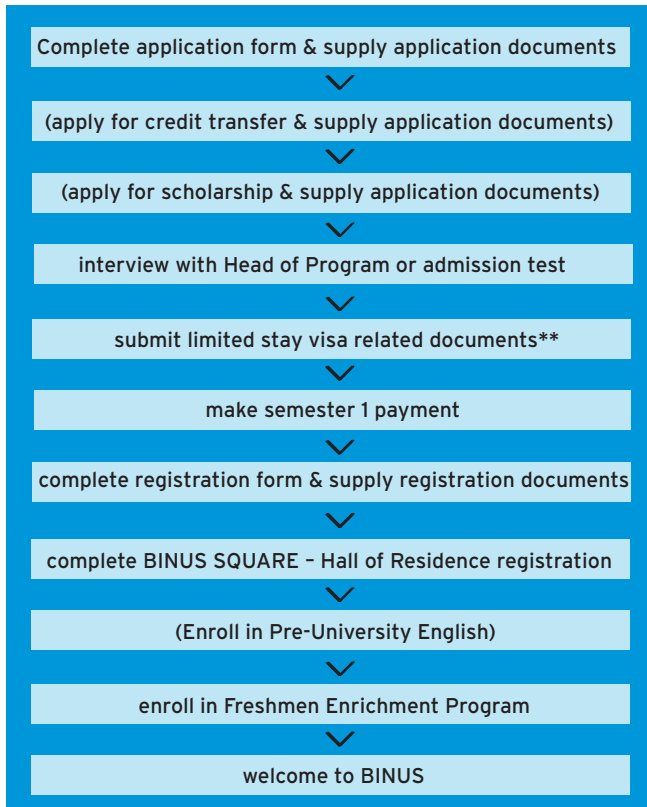 Complete application form & supply application documents
(apply for credit transfer & supply application documents)
(apply for scholarship & supply application documents)
interview with Head of Program or admission test
submit limited stay visa related documents**
make semester 1 payment
complete registration form & supply registration documents
complete BINUS SQUARE – Hall of Residence registration
(Enroll in Pre-University English)
enroll in Freshmen Enrichment Program
welcome to BINUS